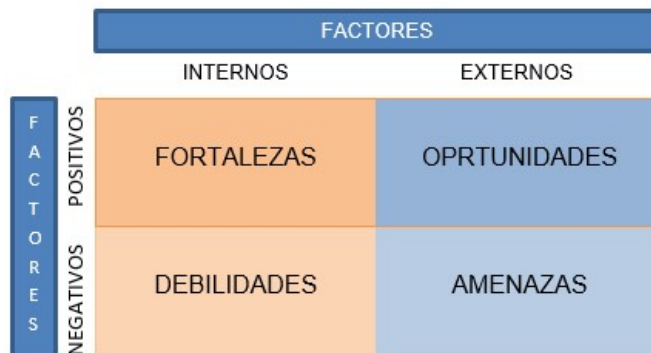 FACTORES
INTERNOS EXTERNOS
FACTORES
POSITIVOS
FORTALEZAS OPRTUNIDADES
NEGATIVOS
DEBILIDADES AMENAZAS